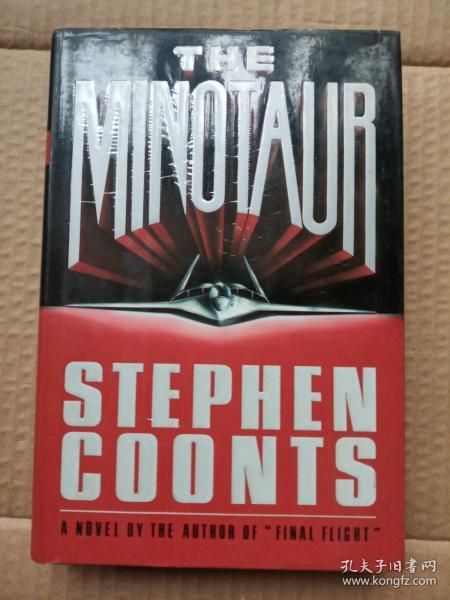 THE
MINOTAUR
STEPHEN
COONTS
A NOVEL BY THE AUTHOR OF "FINAL FLIGHT"
孔夫子旧书网
www.kongfz.com